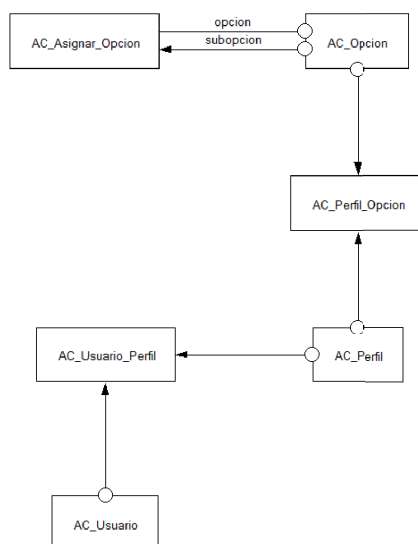 opcion
AC_Asignar_Opcion
AC_Opcion
subopcion
AC_Perfil_Opcion
AC_Usuario_Perfil
AC_Perfil
AC_Usuario